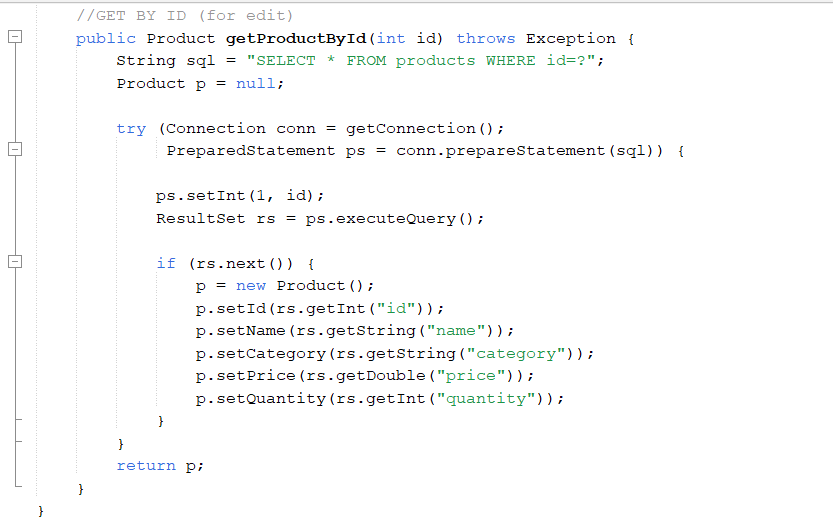 //GET BY ID (for edit)
public Product getProductById(int id) throws Exception {
String sql = "SELECT * FROM products WHERE id=?";
Product p = null;
try (Connection conn = getConnection();
PreparedStatement ps = conn.prepareStatement(sql)) {
ps.setInt(1, id);
ResultSet rs = ps.executeQuery();
if (rs.next()) {
p = new Product();
p.setId(rs.getInt("id"));
p.setName(rs.getString("name"));
p.setCategory(rs.getString("category"));
p.setPrice(rs.getDouble("price"));
p.setQuantity(rs.getInt("quantity"));
}
}
return p;
}
}